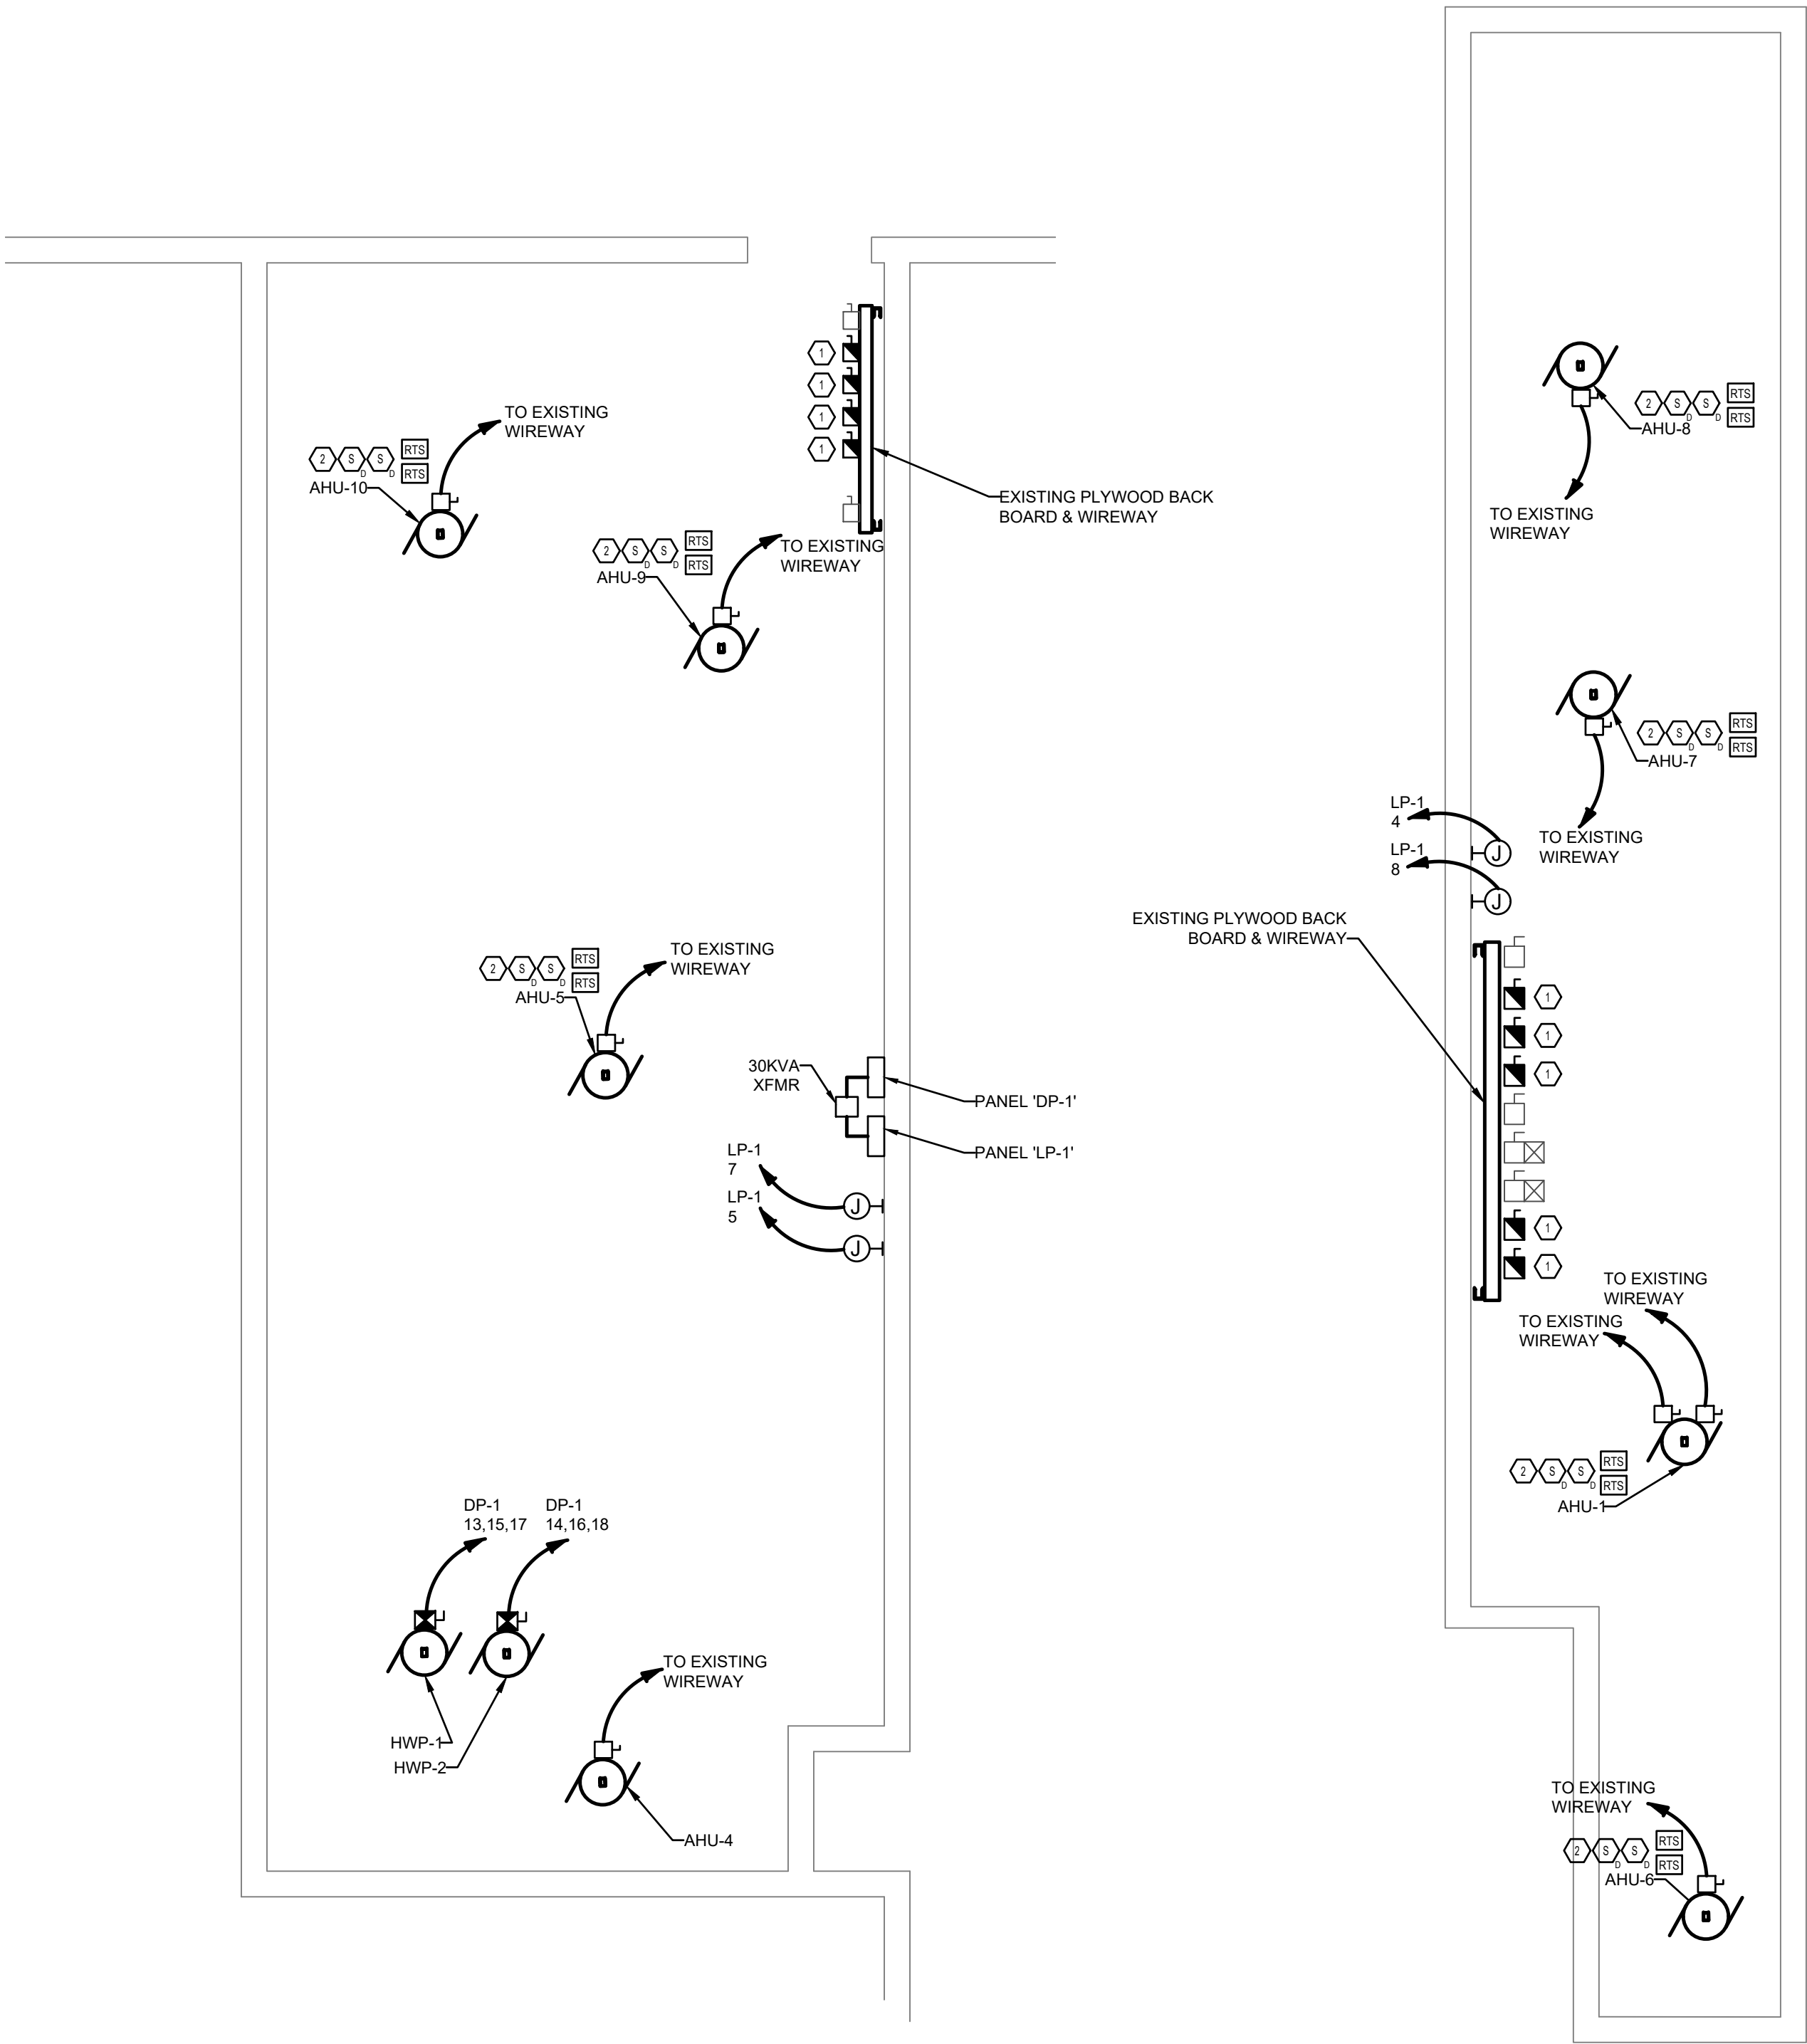 TO EXISTING
WIREWAY
2 S D S D RTS
RTS
AHU-10
1
1
1
1
EXISTING PLYWOOD BACK
BOARD & WIREWAY
TO EXISTING
WIREWAY
2 S D S D RTS
RTS
AHU-9
TO EXISTING
WIREWAY
2 S D S D RTS
RTS
AHU-5
30KVA
XFMR
PANEL 'DP-1'
PANEL 'LP-1'
LP-1
7
LP-1
5
J
J
DP-1
13,15,17
DP-1
14,16,18
HWP-1
HWP-2
TO EXISTING
WIREWAY
AHU-4
2 S D S D RTS
RTS
AHU-8
TO EXISTING
WIREWAY
2 S D S D RTS
RTS
AHU-7
TO EXISTING
WIREWAY
LP-1
4
J
LP-1
8
J
EXISTING PLYWOOD BACK
BOARD & WIREWAY
1
1
1
1
1
TO EXISTING
WIREWAY
TO EXISTING
WIREWAY
2 S D S D RTS
RTS
AHU-1
TO EXISTING
WIREWAY
2 S D S D RTS
RTS
AHU-6